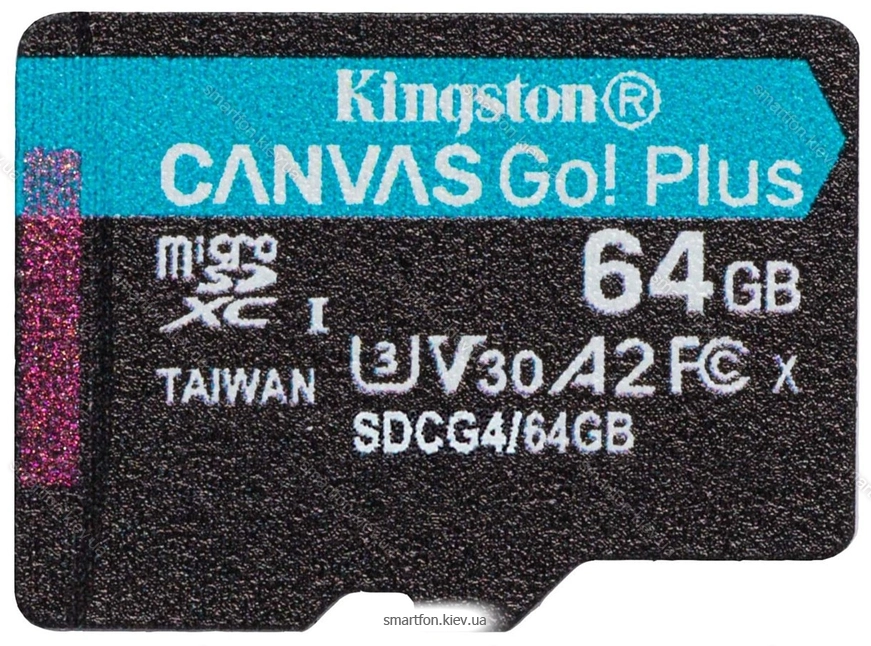 Kingston®
CANVAS Go! Plus
micro SD XC I
64GB
TAIWAN
U3 V30 A2 FC X
SDCG4/64GB
smartfon.kiev.ua